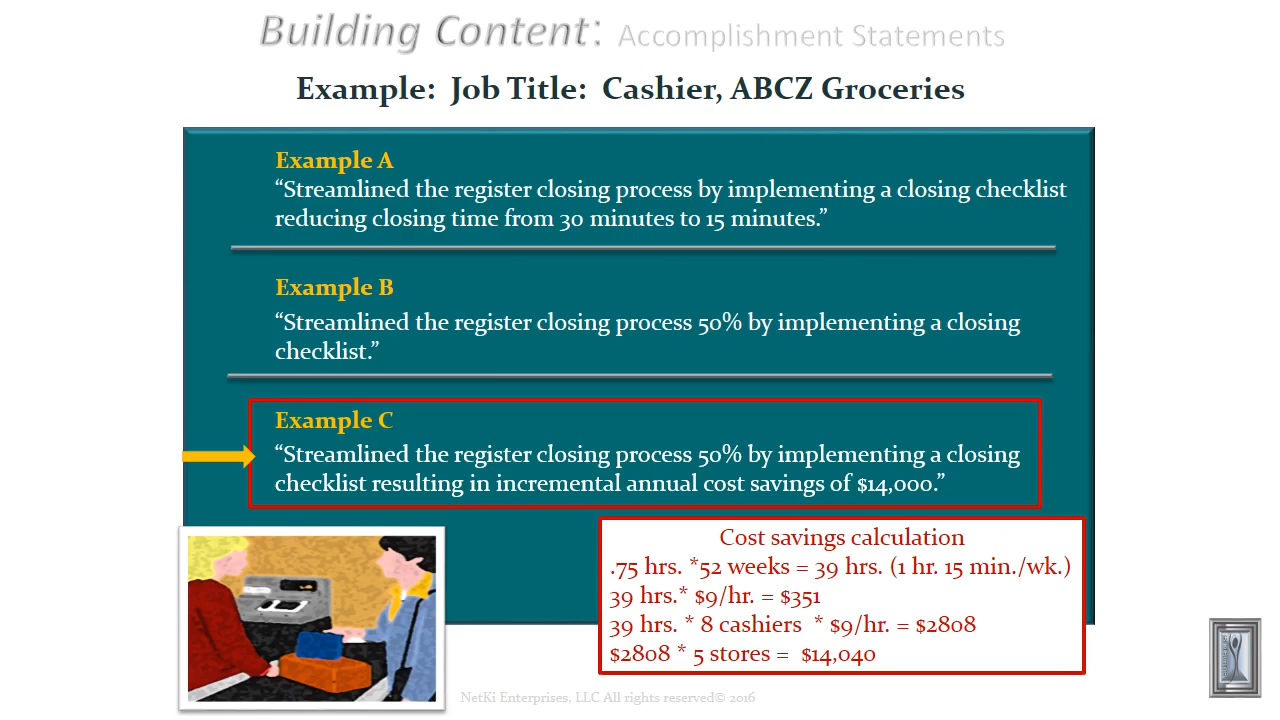 Building Content: Accomplishment Statements
Example:  Job Title:  Cashier, ABCZ Groceries
Example A
“Streamlined the register closing process by implementing a closing checklist
reducing closing time from 30 minutes to 15 minutes.”
Example B
“Streamlined the register closing process 50% by implementing a closing
checklist.”
Example C
“Streamlined the register closing process 50% by implementing a closing
checklist resulting in incremental annual cost savings of $14,000.”
Cost savings calculation
.75 hrs. *52 weeks = 39 hrs. (1 hr. 15 min./wk.)
39 hrs.* $9/hr. = $351
39 hrs. * 8 cashiers  * $9/hr. = $2808
$2808 * 5 stores =  $14,040
NetKi Enterprises, LLC All rights reserved© 2016